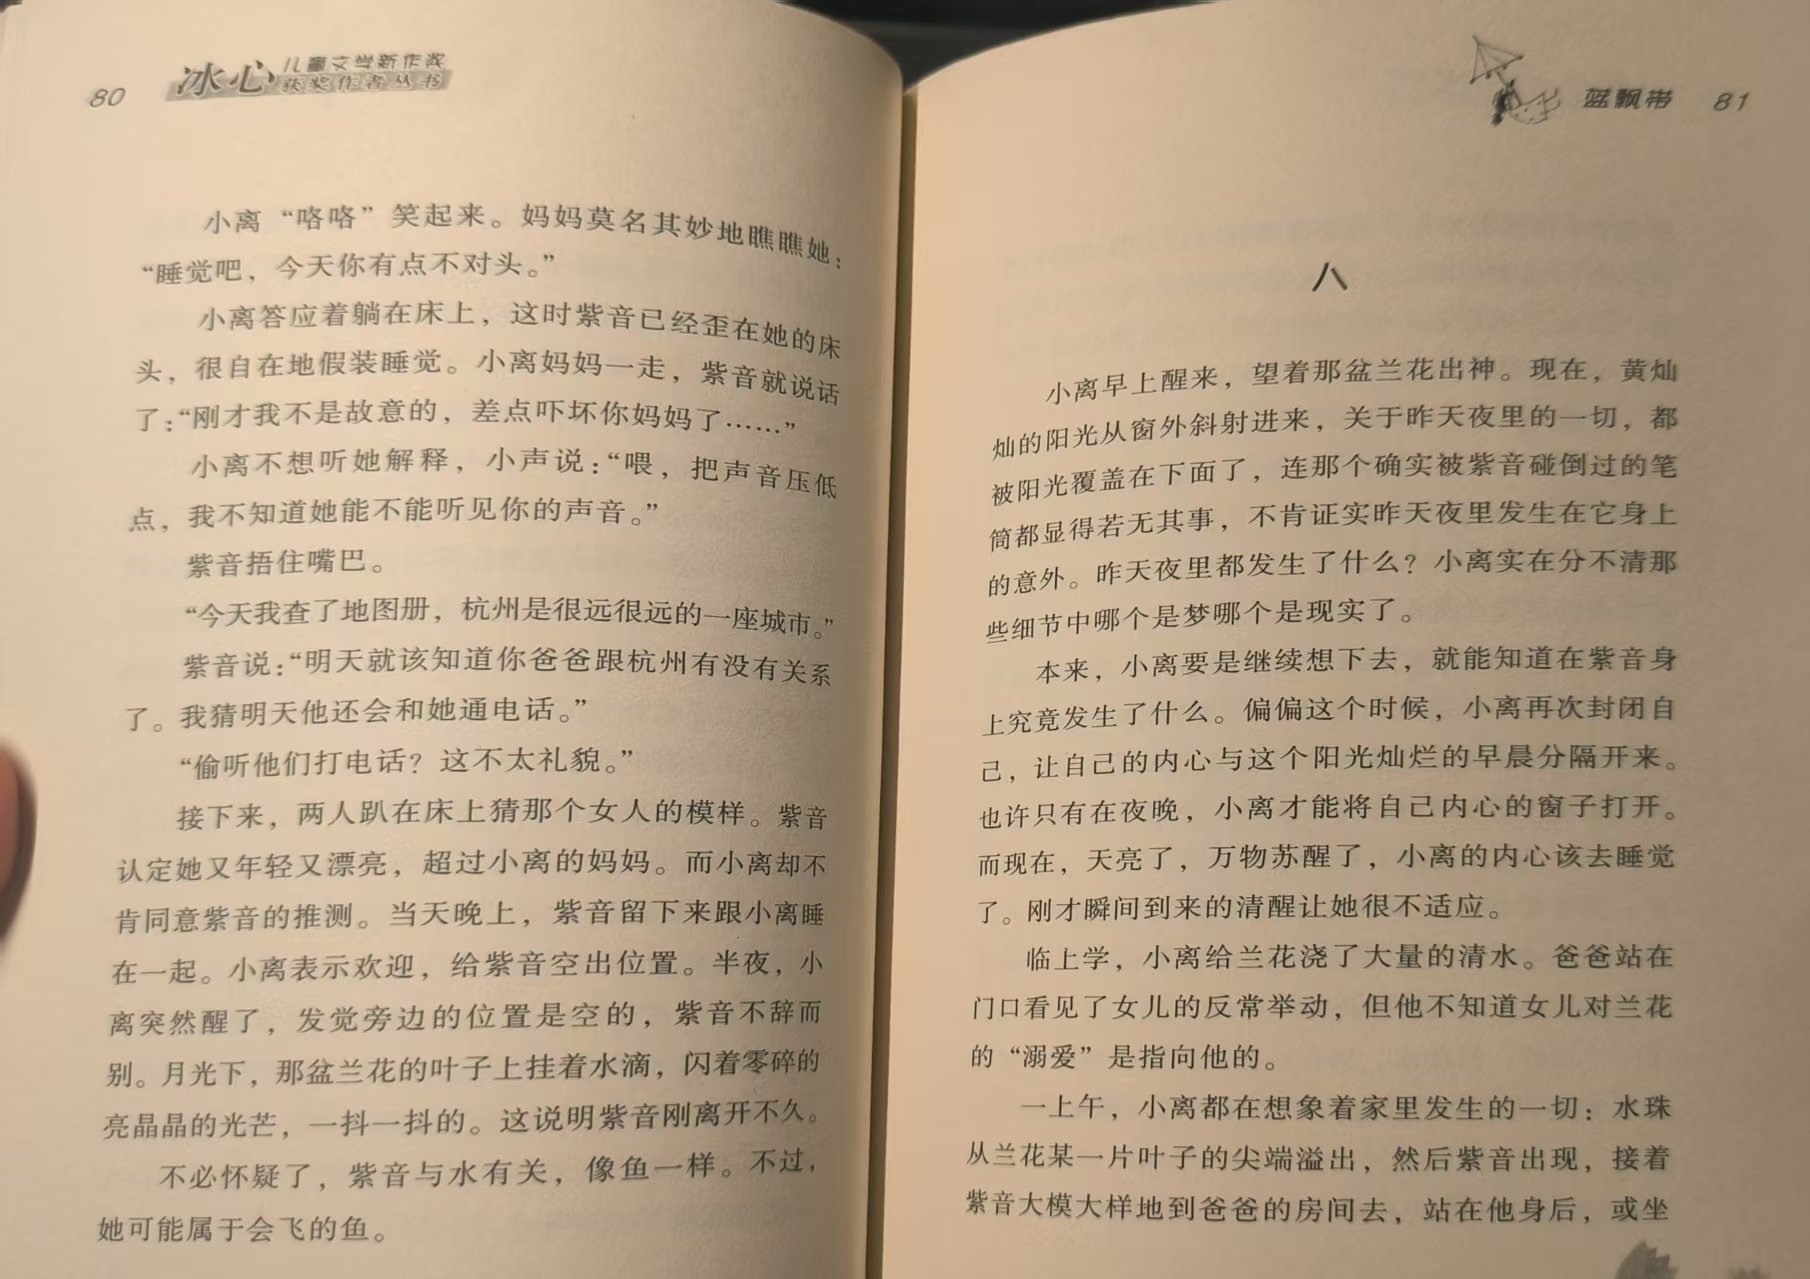 80
冰心 儿童文学新作奖
获奖作者丛书
小离“咯咯”笑起来。妈妈莫名其妙地瞧瞧她：
“睡觉吧，今天你有点不对头。”
小离答应着躺在床上，这时紫音已经歪在她的床
头，很自在地假装睡觉。小离妈妈一走，紫音就说话
了：“刚才我不是故意的，差点吓坏你妈妈了……”
小离不想听她解释，小声说：“喂，把声音压低
点，我不知道她能不能听见你的声音。”
紫音捂住嘴巴。
“今天我查了地图册，杭州是很远很远的一座城市。”
紫音说：“明天就该知道你爸爸跟杭州有没有关系
了。我猜明天他还会和她通电话。”
“偷听他们打电话？这不太礼貌。”
接下来，两人趴在床上猜那个女人的模样。紫音
认定她又年轻又漂亮，超过小离的妈妈。而小离却不
肯同意紫音的推测。当天晚上，紫音留下来跟小离睡
在一起。小离表示欢迎，给紫音空出位置。半夜，小
离突然醒了，发觉旁边的位置是空的，紫音不辞而
别。月光下，那盆兰花的叶子上挂着水滴，闪着零碎的
亮晶晶的光芒，一抖一抖的。这说明紫音刚离开不久。
不必怀疑了，紫音与水有关，像鱼一样。不过，
她可能属于会飞的鱼。
蓝飘带 81
八
小离早上醒来，望着那盆兰花出神。现在，黄灿
灿的阳光从窗外斜射进来，关于昨天夜里的一切，都
被阳光覆盖在下面了，连那个确实被紫音碰倒过的笔
筒都显得若无其事，不肯证实昨天夜里发生在它身上
的意外。昨天夜里都发生了什么？小离实在分不清那
些细节中哪个是梦哪个是现实了。
本来，小离要是继续想下去，就能知道在紫音身
上究竟发生了什么。偏偏这个时候，小离再次封闭自
己，让自己的内心与这个阳光灿烂的早晨分隔开来。
也许只有在夜晚，小离才能将自己内心的窗子打开。
而现在，天亮了，万物苏醒了，小离的内心该去睡觉
了。刚才瞬间到来的清醒让她很不适应。
临上学，小离给兰花浇了大量的清水。爸爸站在
门口看见了女儿的反常举动，但他不知道女儿对兰花
的“溺爱”是指向他的。
一上午，小离都在想象着家里发生的一切：水珠
从兰花某一片叶子的尖端溢出，然后紫音出现，接着
紫音大模大样地到爸爸的房间去，站在他身后，或坐